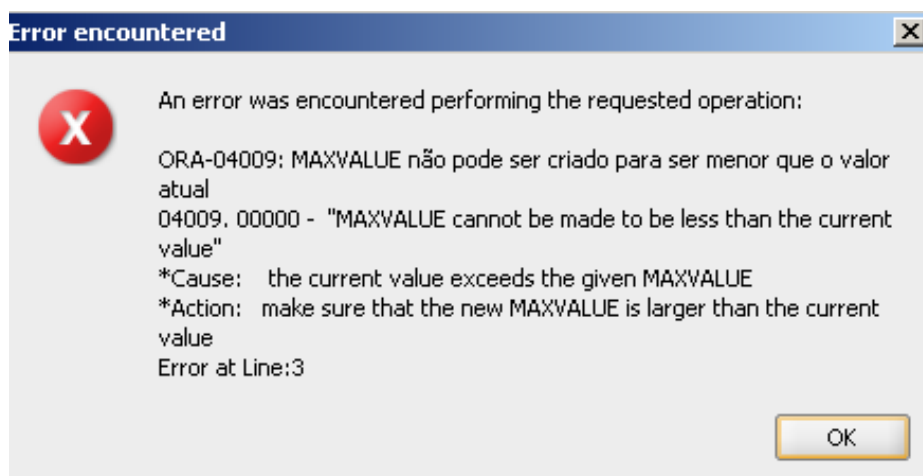 Error encountered
An error was encountered performing the requested operation:
ORA-04009: MAXVALUE não pode ser criado para ser menor que o valor
atual
04009. 00000 - "MAXVALUE cannot be made to be less than the current
value"
*Cause: the current value exceeds the given MAXVALUE
*Action: make sure that the new MAXVALUE is larger than the current
value
Error at Line:3
OK